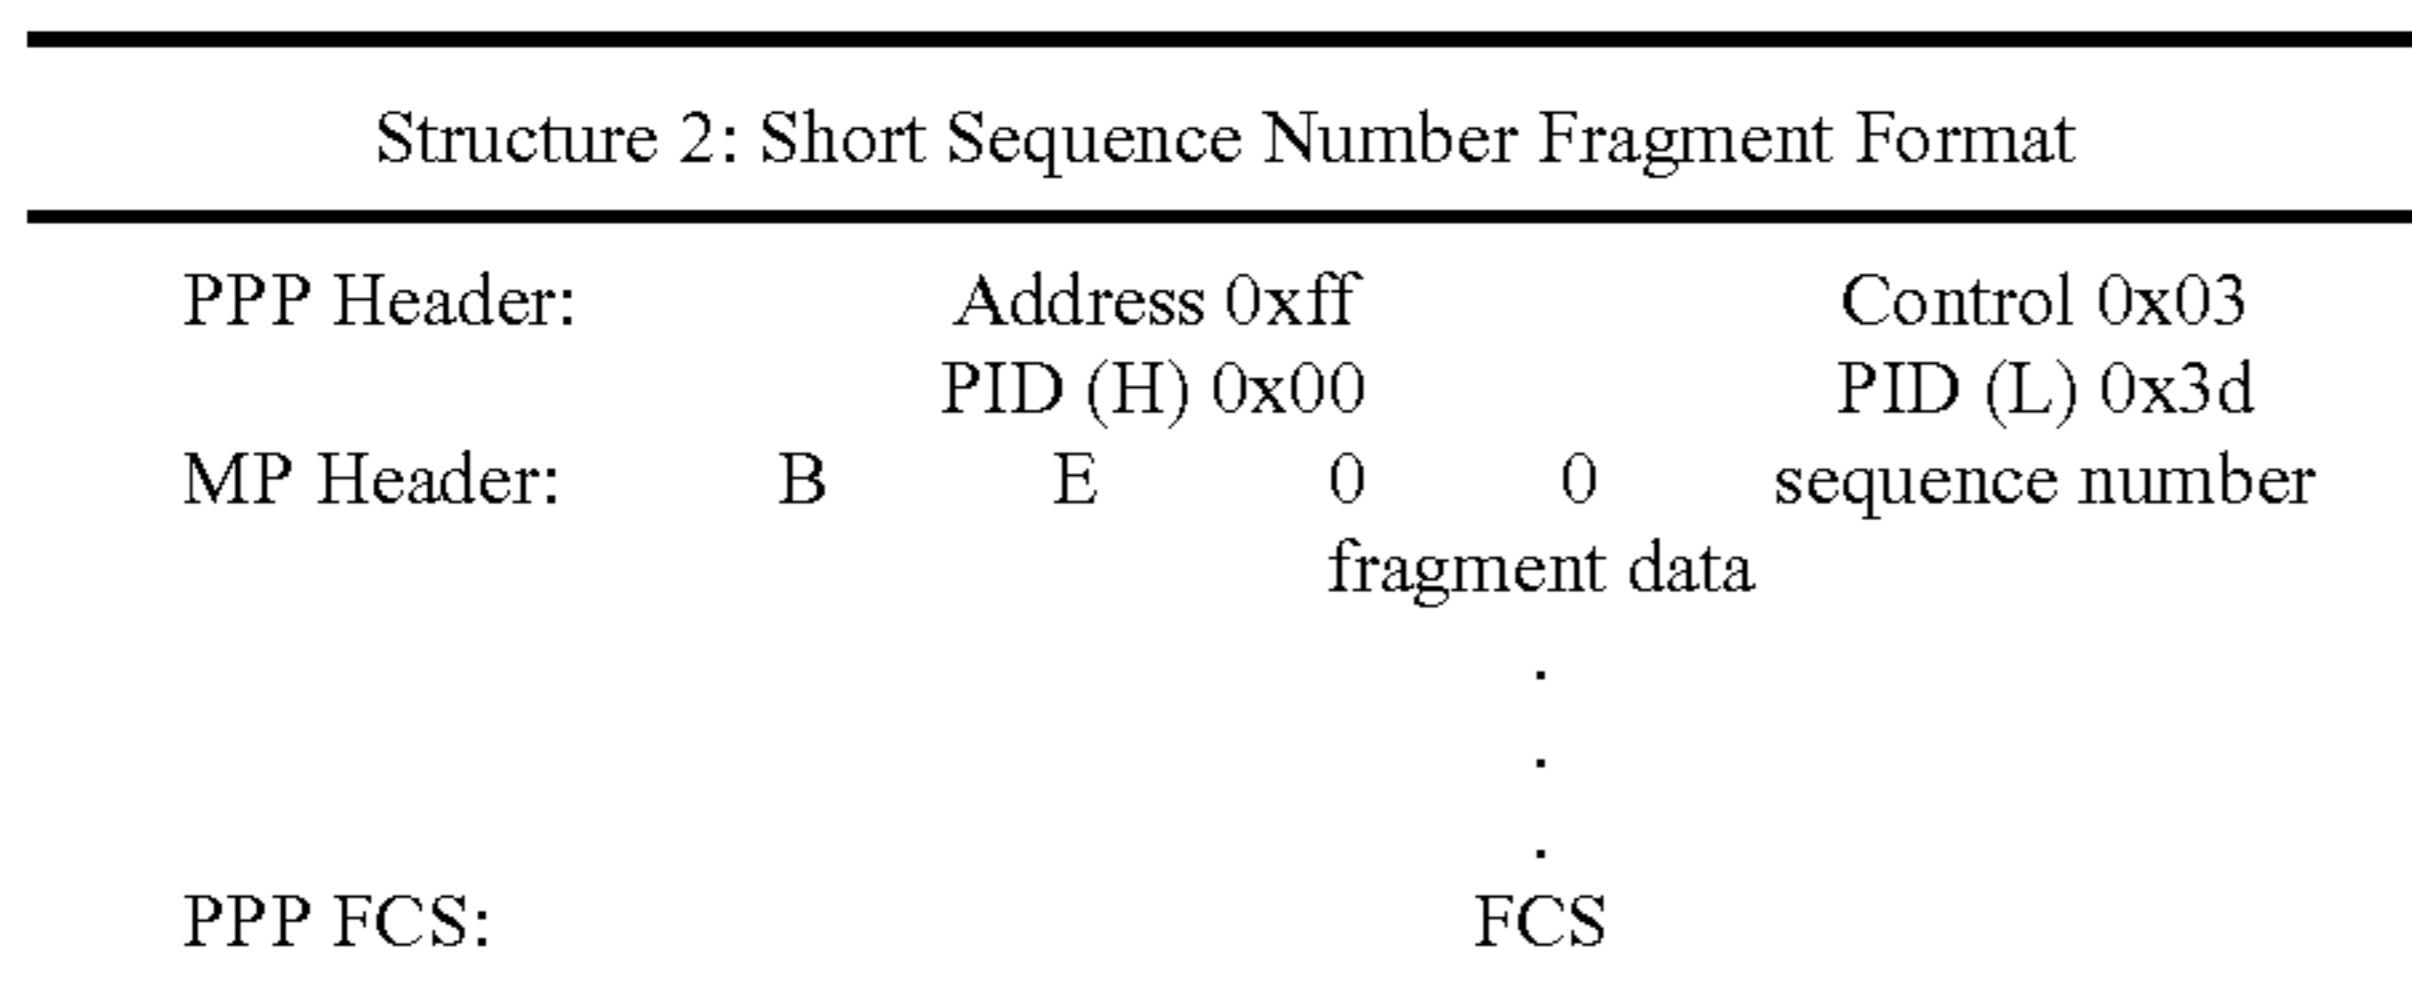 Structure 2: Short Sequence Number Fragment Format
PPP Header: Address 0xff Control 0x03
PID (H) 0x00 PID (L) 0x3d
MP Header: B E 0 0 sequence number
fragment data
.
.
.
PPP FCS: FCS